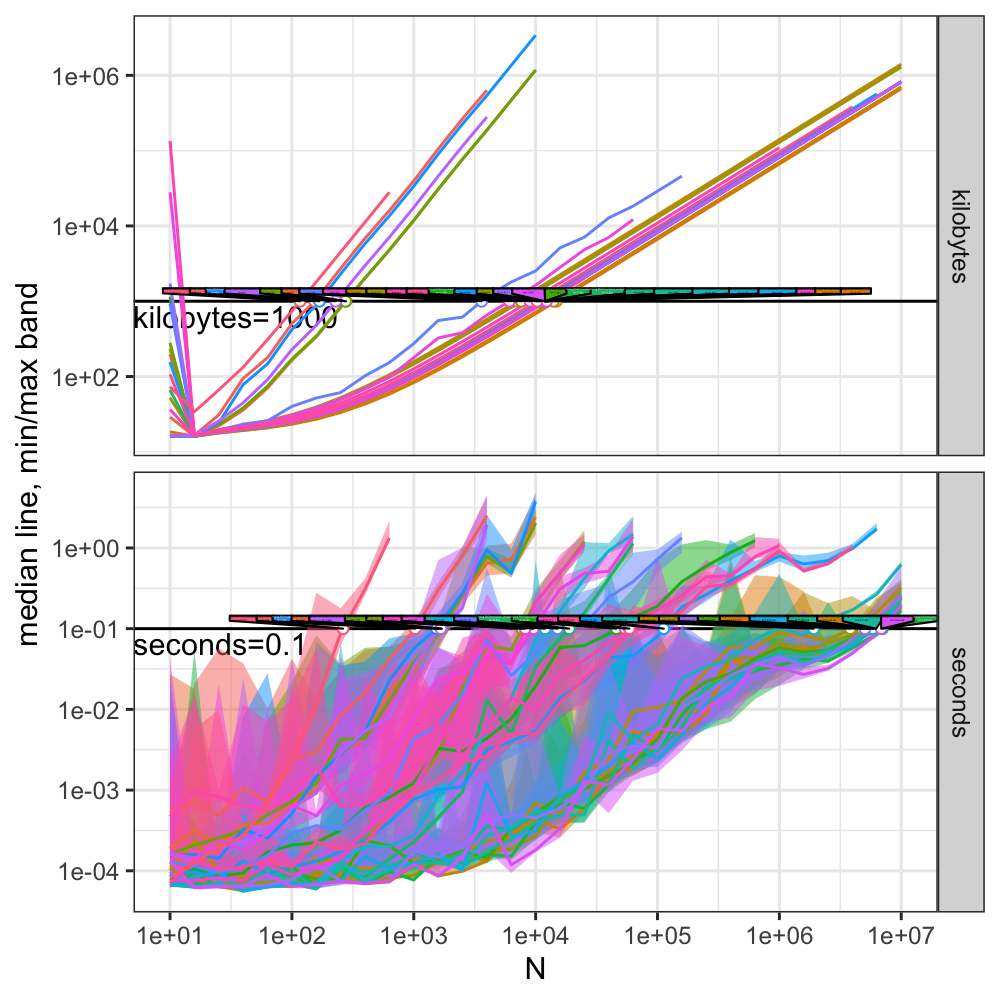 median line, min/max band
1e+06
1e+04
1e+02
kilobytes=1000
kilobytes
1e+00
1e-01
1e-02
1e-03
1e-04
seconds=0.1
seconds
1e+01 1e+02 1e+03 1e+04 1e+05 1e+06 1e+07
N